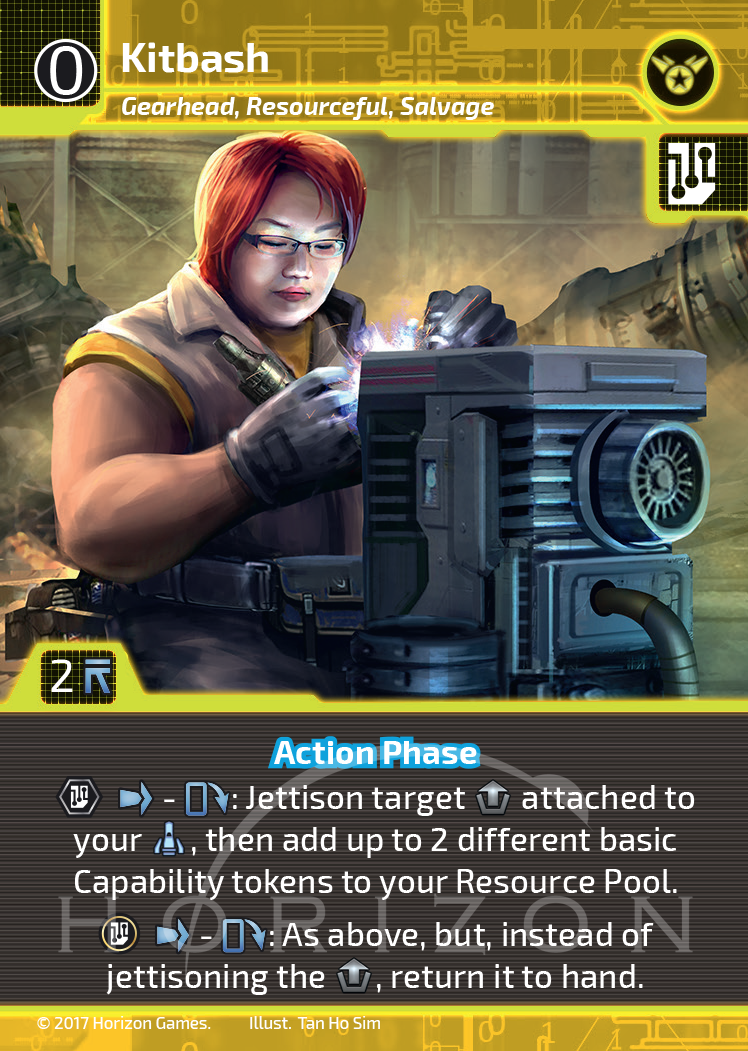 0
Kitbash
Gearhead, Resourceful, Salvage
2
Action Phase
- : Jettison target attached to
your , then add up to 2 different basic
Capability tokens to your Resource Pool.
HORIZON
- : As above, but, instead of
jettisoning the , return it to hand.
© 2017 Horizon Games. Illust. Tan Ho Sim